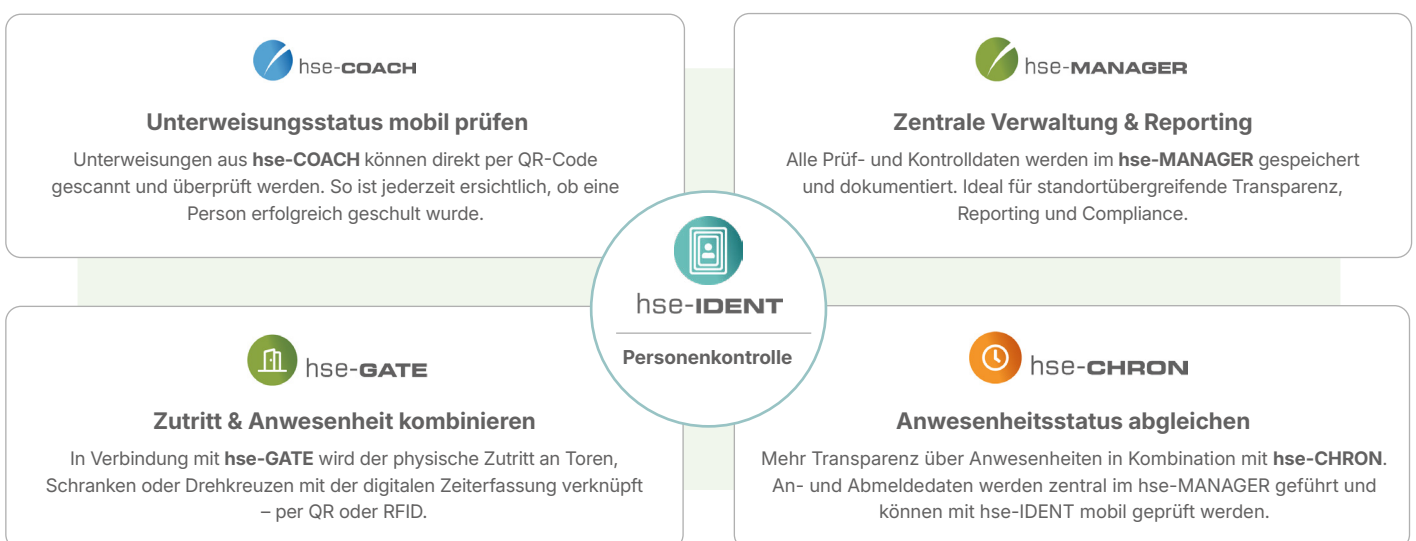 hse-COACH
Unterweisungsstatus mobil prüfen
Unterweisungen aus hse-COACH können direkt per QR-Code
gescannt und überprüft werden. So ist jederzeit ersichtlich, ob eine
Person erfolgreich geschult wurde.
hse-MANAGER
Zentrale Verwaltung & Reporting
Alle Prüf- und Kontrolldaten werden im hse-MANAGER gespeichert
und dokumentiert. Ideal für standortübergreifende Transparenz,
Reporting und Compliance.
hse-IDENT
Personenkontrolle
hse-GATE
Zutritt & Anwesenheit kombinieren
In Verbindung mit hse-GATE wird der physische Zutritt an Toren,
Schranken oder Drehkreuzen mit der digitalen Zeiterfassung verknüpft
– per QR oder RFID.
hse-CHRON
Anwesenheitsstatus abgleichen
Mehr Transparenz über Anwesenheiten in Kombination mit hse-CHRON.
An- und Abmeldedaten werden zentral im hse-MANAGER geführt und
können mit hse-IDENT mobil geprüft werden.